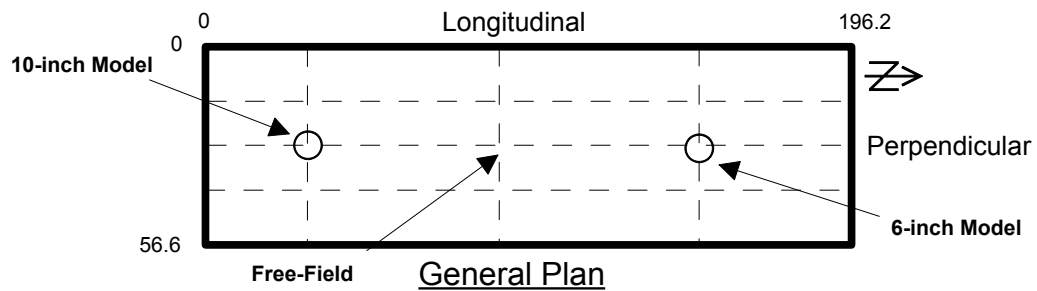 0
Longitudinal
196.2
0
10-inch Model
N
Perpendicular
6-inch Model
56.6
Free-Field
General Plan